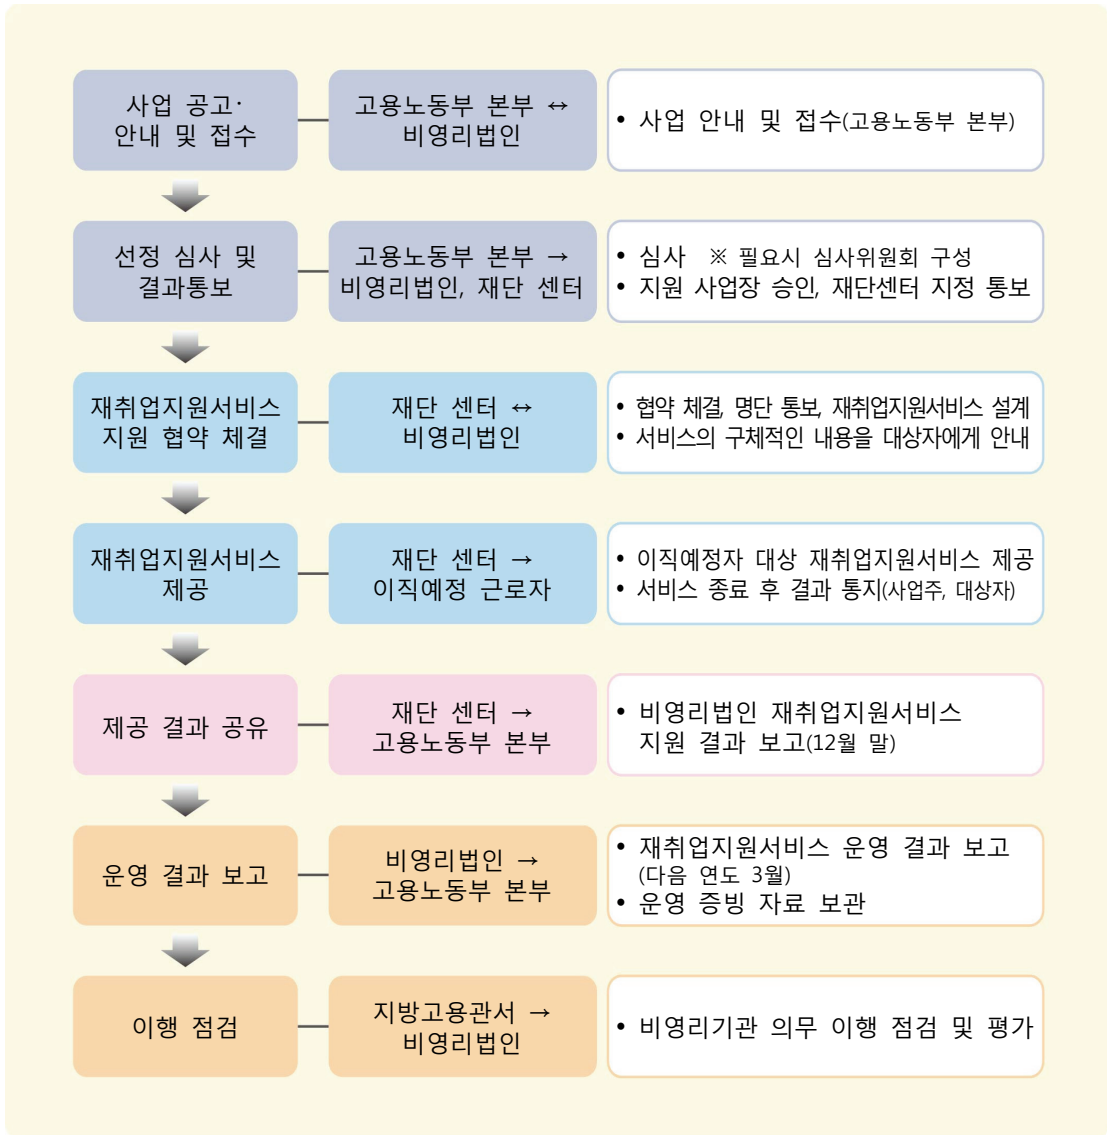 사업 공고·
안내 및 접수
고용노동부 본부 ↔
비영리법인
• 사업 안내 및 접수(고용노동부 본부)
선정 심사 및
결과통보
고용노동부 본부 →
비영리법인, 재단 센터
• 심사 ※ 필요시 심사위원회 구성
• 지원 사업장 승인, 재단센터 지정 통보
재취업지원서비스
지원 협약 체결
재단 센터 ↔
비영리법인
• 협약 체결, 명단 통보, 재취업지원서비스 설계
• 서비스의 구체적인 내용을 대상자에게 안내
재취업지원서비스
제공
재단 센터 →
이직예정 근로자
• 이직예정자 대상 재취업지원서비스 제공
• 서비스 종료 후 결과 통지(사업주, 대상자)
제공 결과 공유
재단 센터 →
고용노동부 본부
• 비영리법인 재취업지원서비스
지원 결과 보고(12월 말)
운영 결과 보고
비영리법인 →
고용노동부 본부
• 재취업지원서비스 운영 결과 보고
(다음 연도 3월)
• 운영 증빙 자료 보관
이행 점검
지방고용관서 →
비영리법인
• 비영리기관 의무 이행 점검 및 평가